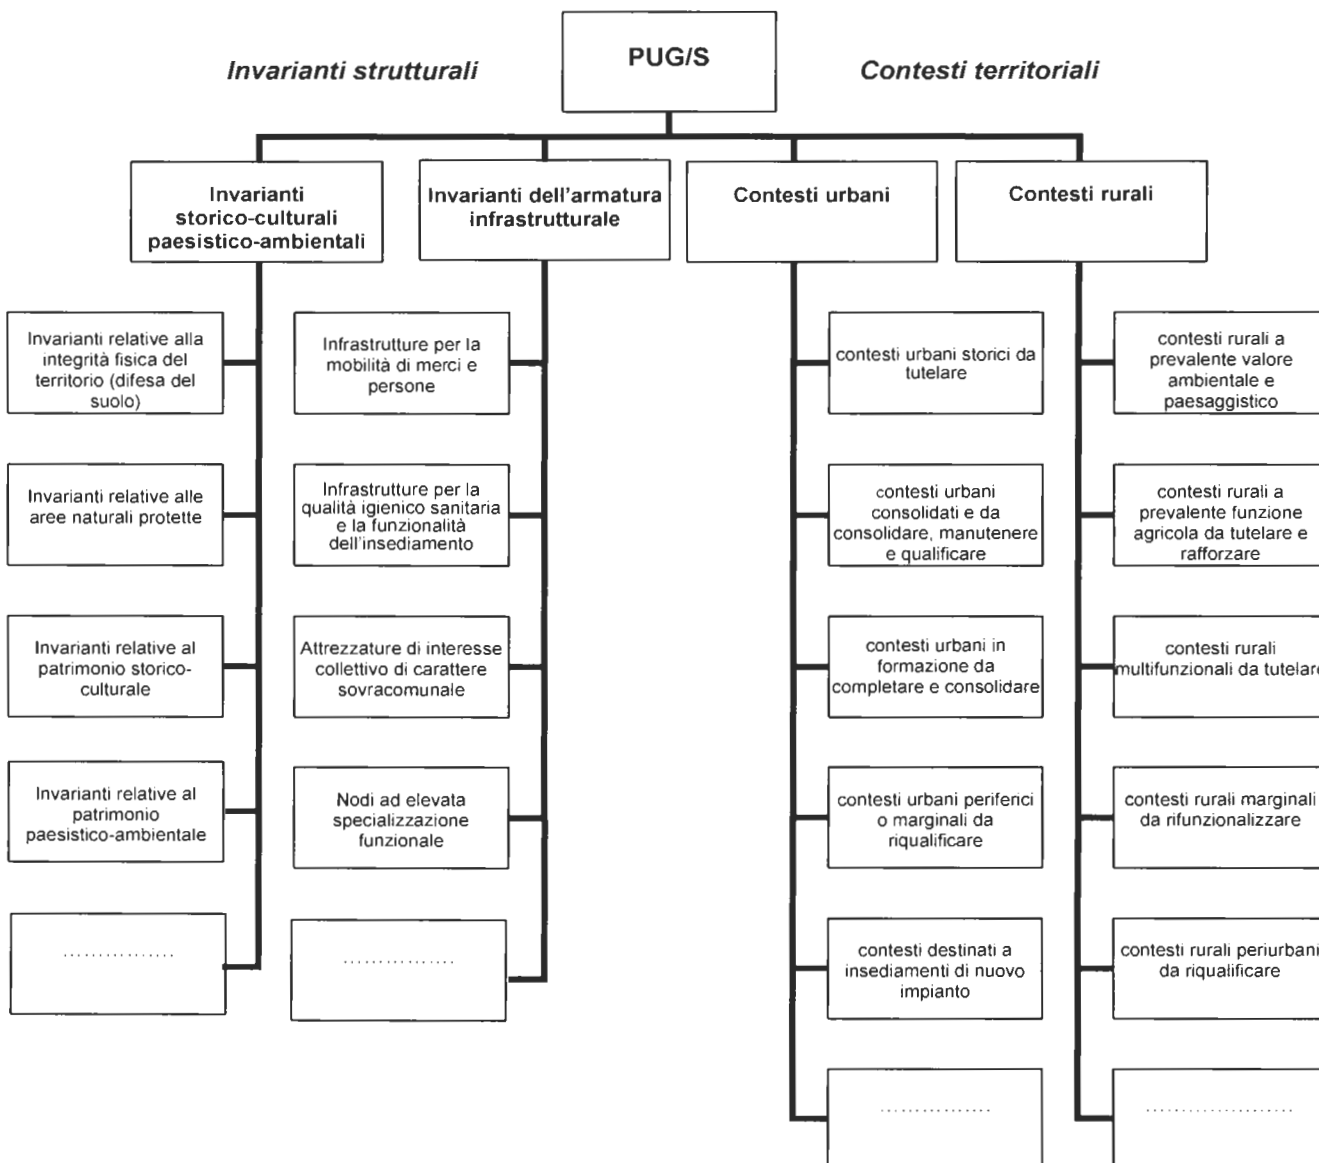 PUG/S
Invarianti strutturali
Contesti territoriali
Invarianti
storico-culturali
paesistico-ambientali
Invarianti dell'armatura
infrastrutturale
Contesti urbani
Contesti rurali
Invarianti relative alla
integrità fisica del
territorio (difesa del
suolo)
Infrastrutture per la
mobilità di merci e
persone
contesti urbani storici da
tutelare
contesti rurali a
prevalente valore
ambientale e
paesaggistico
Invarianti relative alle
aree naturali protette
Infrastrutture per la
qualità igienico sanitaria
e la funzionalità
dell'insediamento
contesti urbani
consolidati e da
consolidare, manutenere
e qualificare
contesti rurali a
prevalente funzione
agricola da tutelare e
rafforzare
Invarianti relative al
patrimonio storico-
culturale
Attrezzature di interesse
collettivo di carattere
sovracomunale
contesti urbani in
formazione da
completare e consolidare
contesti rurali
multifunzionali da tutelare
Invarianti relative al
patrimonio
paesistico-ambientale
Nodi ad elevata
specializzazione
funzionale
contesti urbani periferici
o marginali da
riqualificare
contesti rurali marginali
da rifunzionalizzare
................
................
contesti destinati a
insediamenti di nuovo
impianto
contesti rurali periurbani
da riqualificare
................
.....................